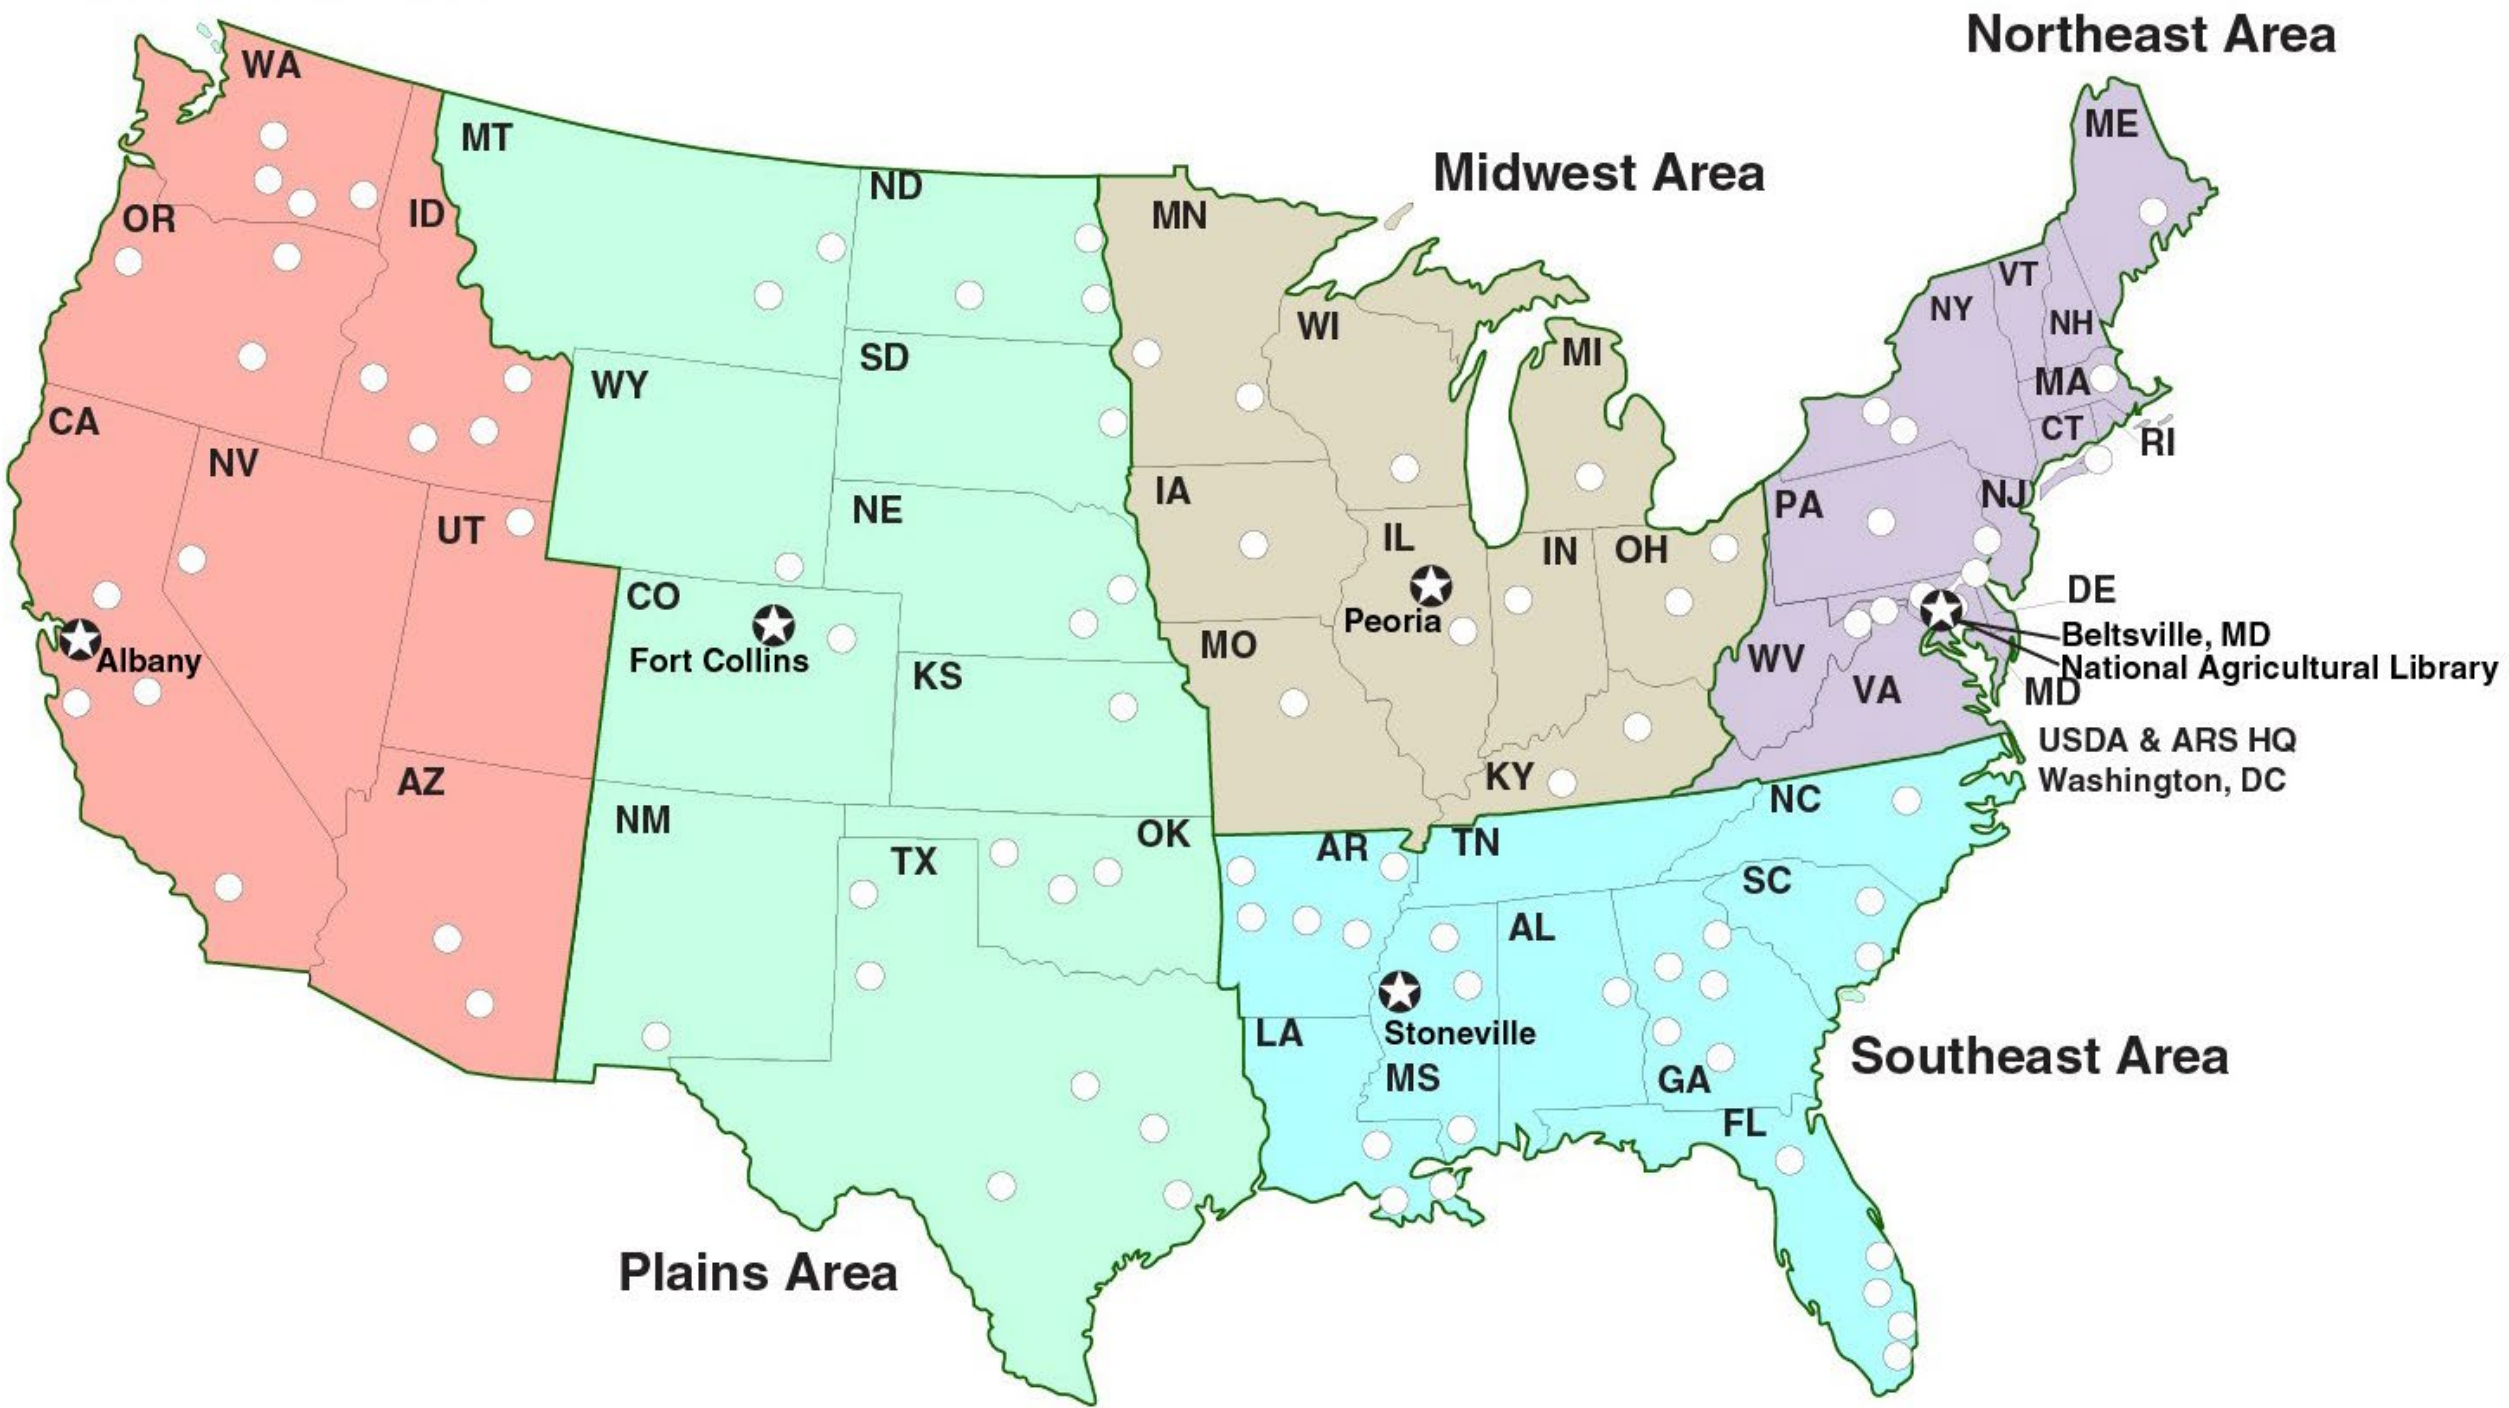 Northeast Area
WA
ME
MT
Midwest Area
ND
MN
ID
OR
VT
NY
NH
WI
MI
SD
WY
MA
CA
CT
RI
NV
IA
NJ
PA
NE
UT
IL
IN
OH
DE
CO
Peoria
Beltsville, MD
MO
Albany
Fort Collins
WV
National Agricultural Library
KS
VA
MD
USDA & ARS HQ
Washington, DC
KY
AZ
NC
NM
OK
AR
TN
TX
SC
AL
LA
Stoneville
Southeast Area
MS
GA
FL
Plains Area